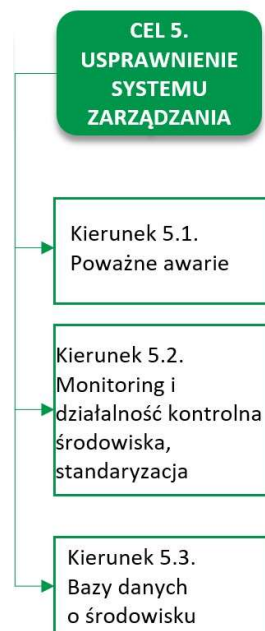 CEL 5.
USPRAWNIENIE
SYSTEMU
ZARZĄDZANIA
Kierunek 5.1.
Poważne awarie
Kierunek 5.2.
Monitoring i
działalność kontrolna
środowiska,
standaryzacja
Kierunek 5.3.
Bazy danych
o środowisku